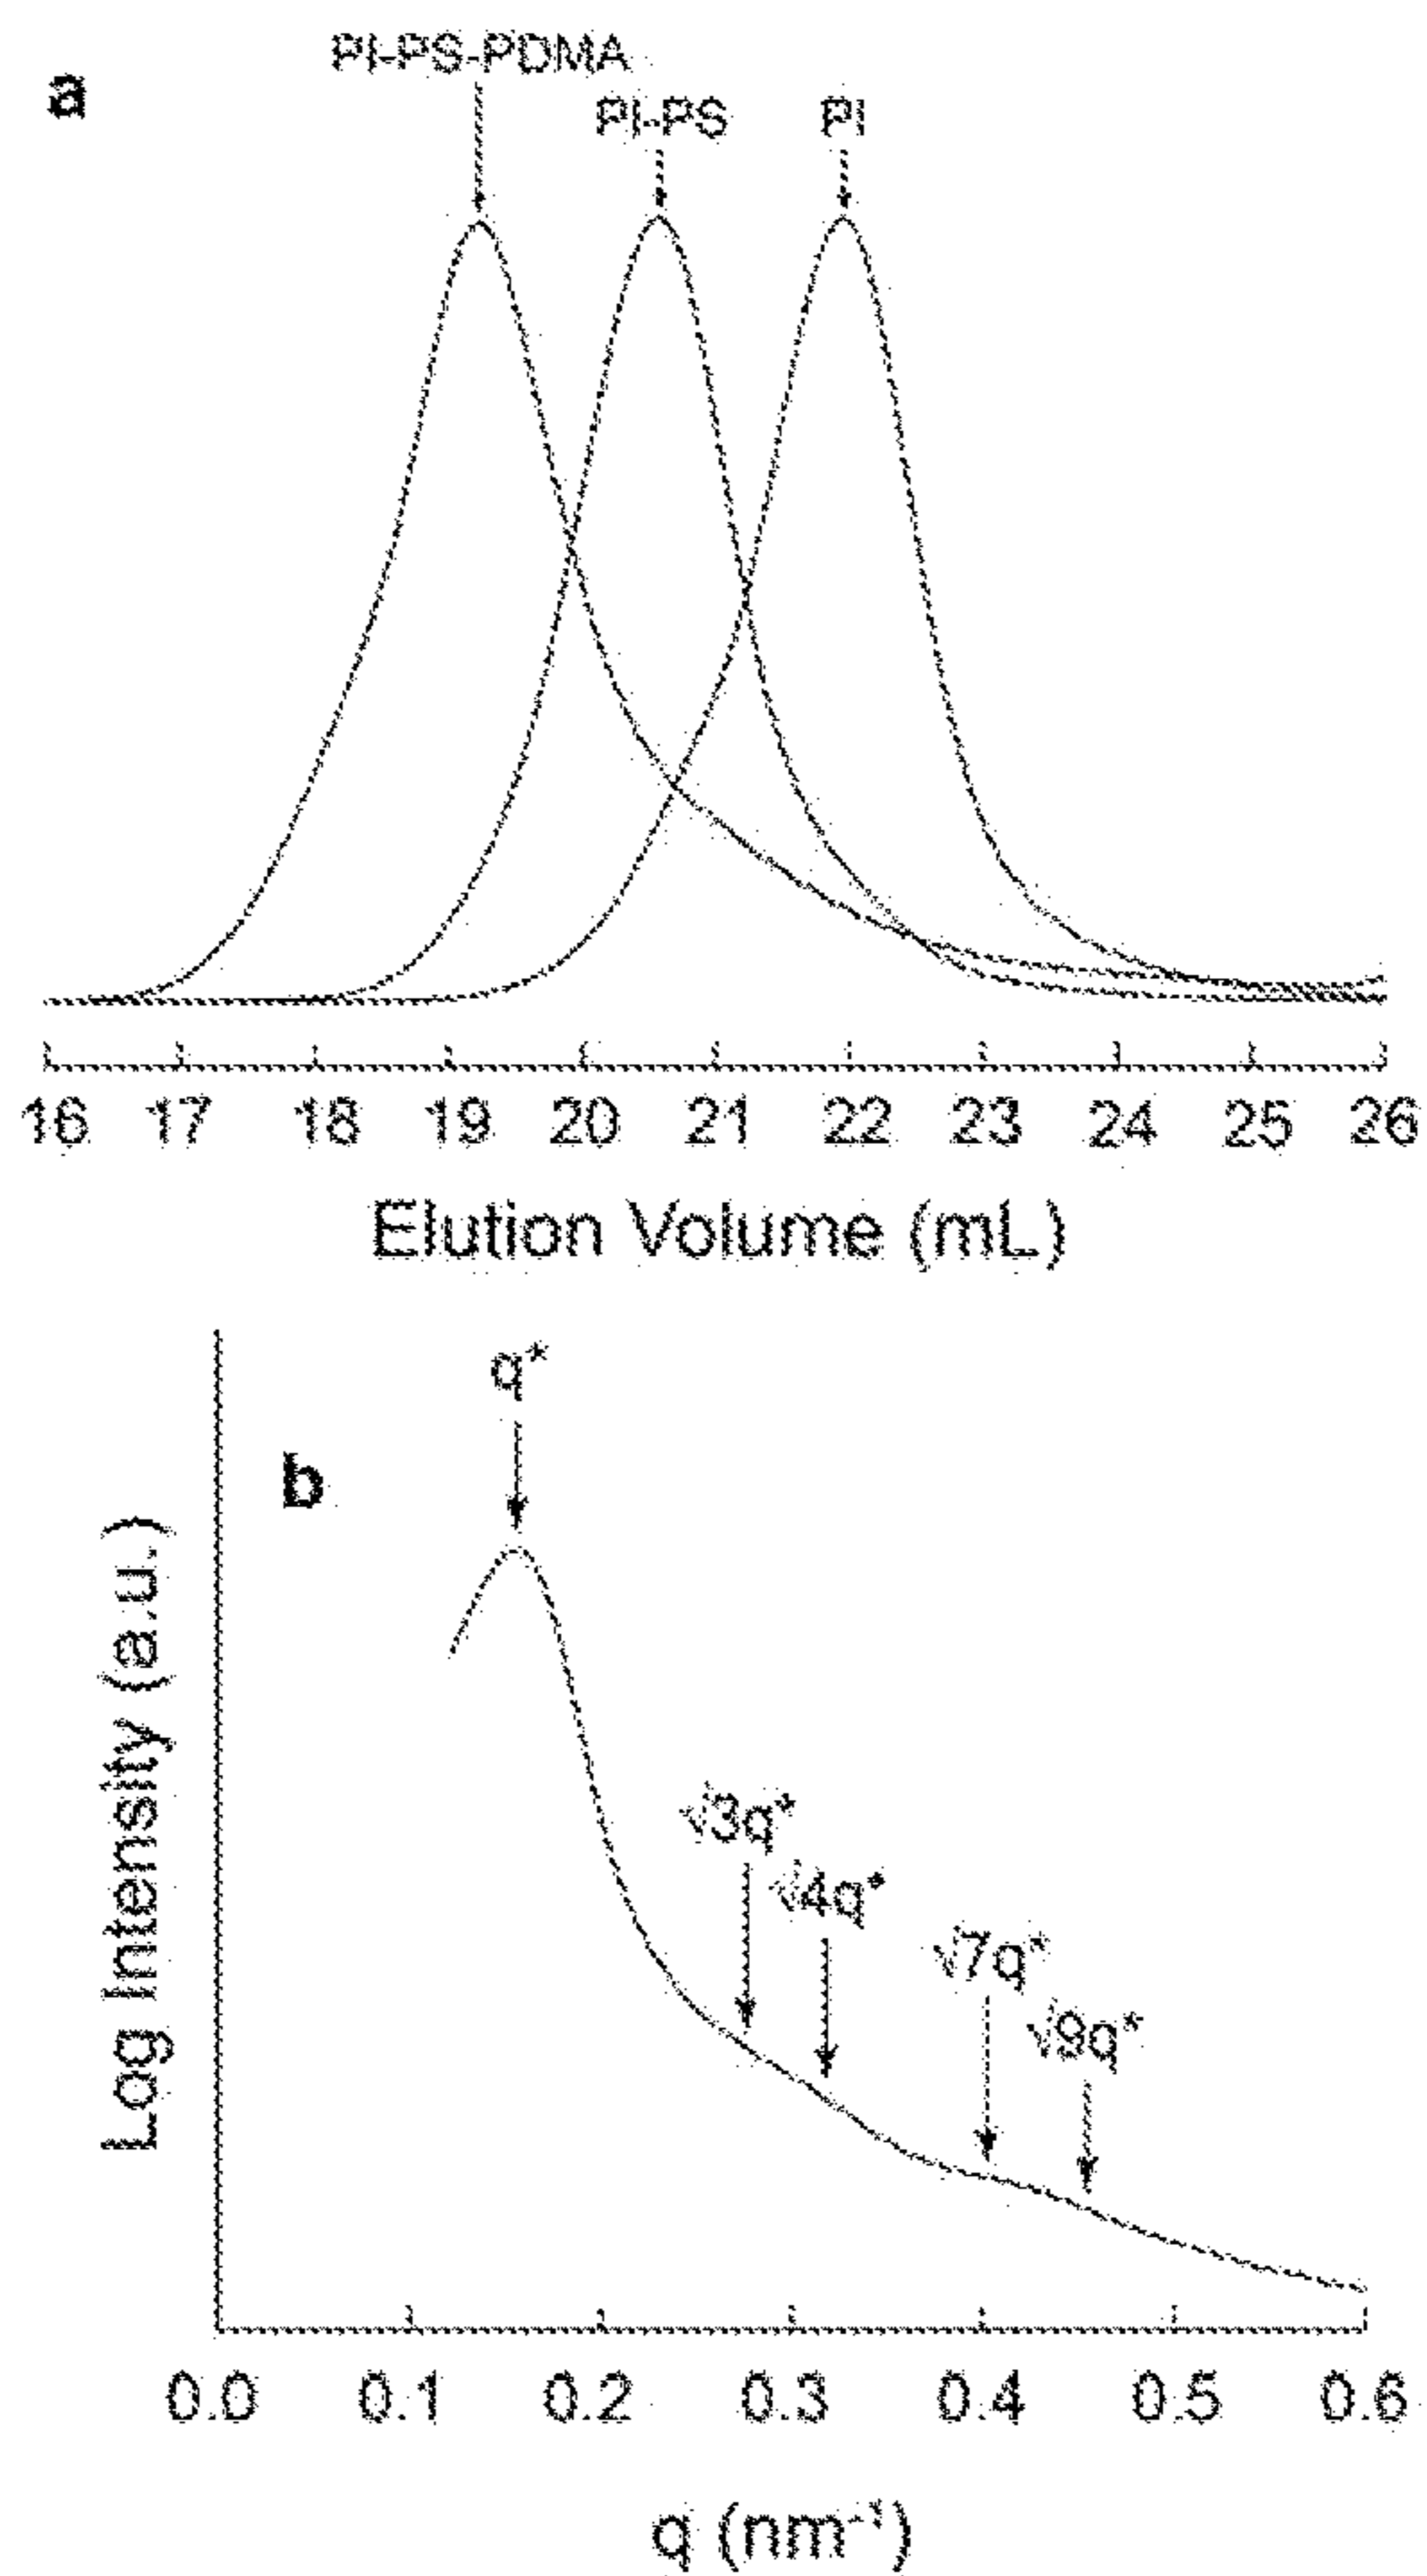 PI-PS-PDMA
a
PI-PS
PI
16 17 18 19 20 21 22 23 24 25 26
Elution Volume (mL)
q*
b
√3q*
√4q*
√7q*
√9q*
Log Intensity (a.u.)
0.0 0.1 0.2 0.3 0.4 0.5 0.6
q (nm⁻¹)